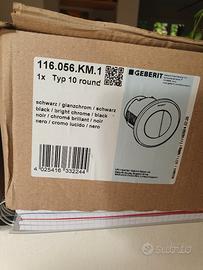 GEBERIT
116.056.KM.1
1x Typ 10 round
schwarz / glanzchrom / schwarz
black / bright chrome / black
noir / chromé brillant / noir
nero / cromo lucido / nero
4 025416 332244
subito